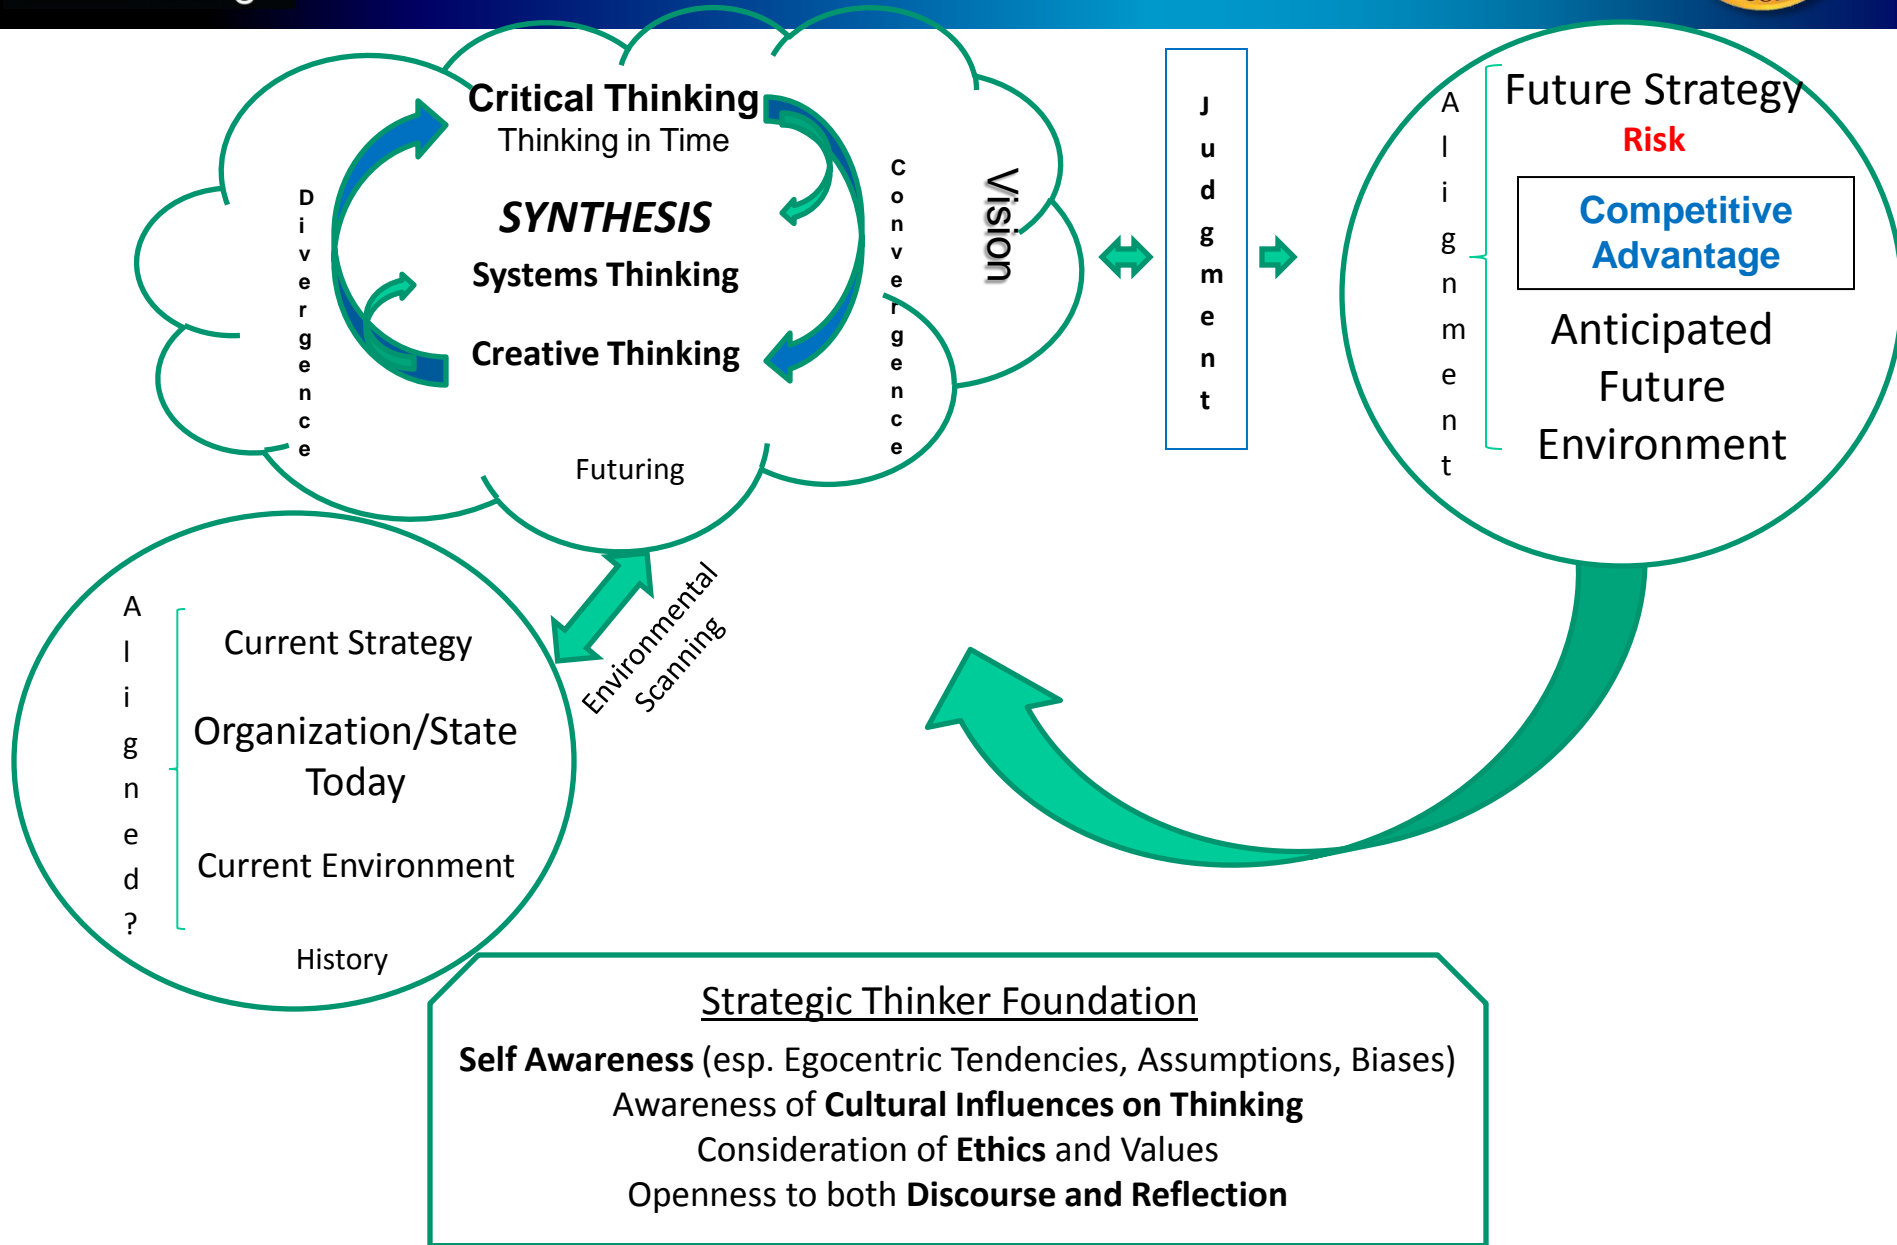 Critical Thinking
Thinking in Time
SYNTHESIS
Systems Thinking
Creative Thinking
Divergence
Convergence
Vision
Futuring
Judgment
Alignment
Future Strategy
Risk
Competitive
Advantage
Anticipated
Future
Environment
Environmental
Scanning
Aligned?
Current Strategy
Organization/State
Today
Current Environment
History
Strategic Thinker Foundation
Self Awareness (esp. Egocentric Tendencies, Assumptions, Biases)
Awareness of Cultural Influences on Thinking
Consideration of Ethics and Values
Openness to both Discourse and Reflection